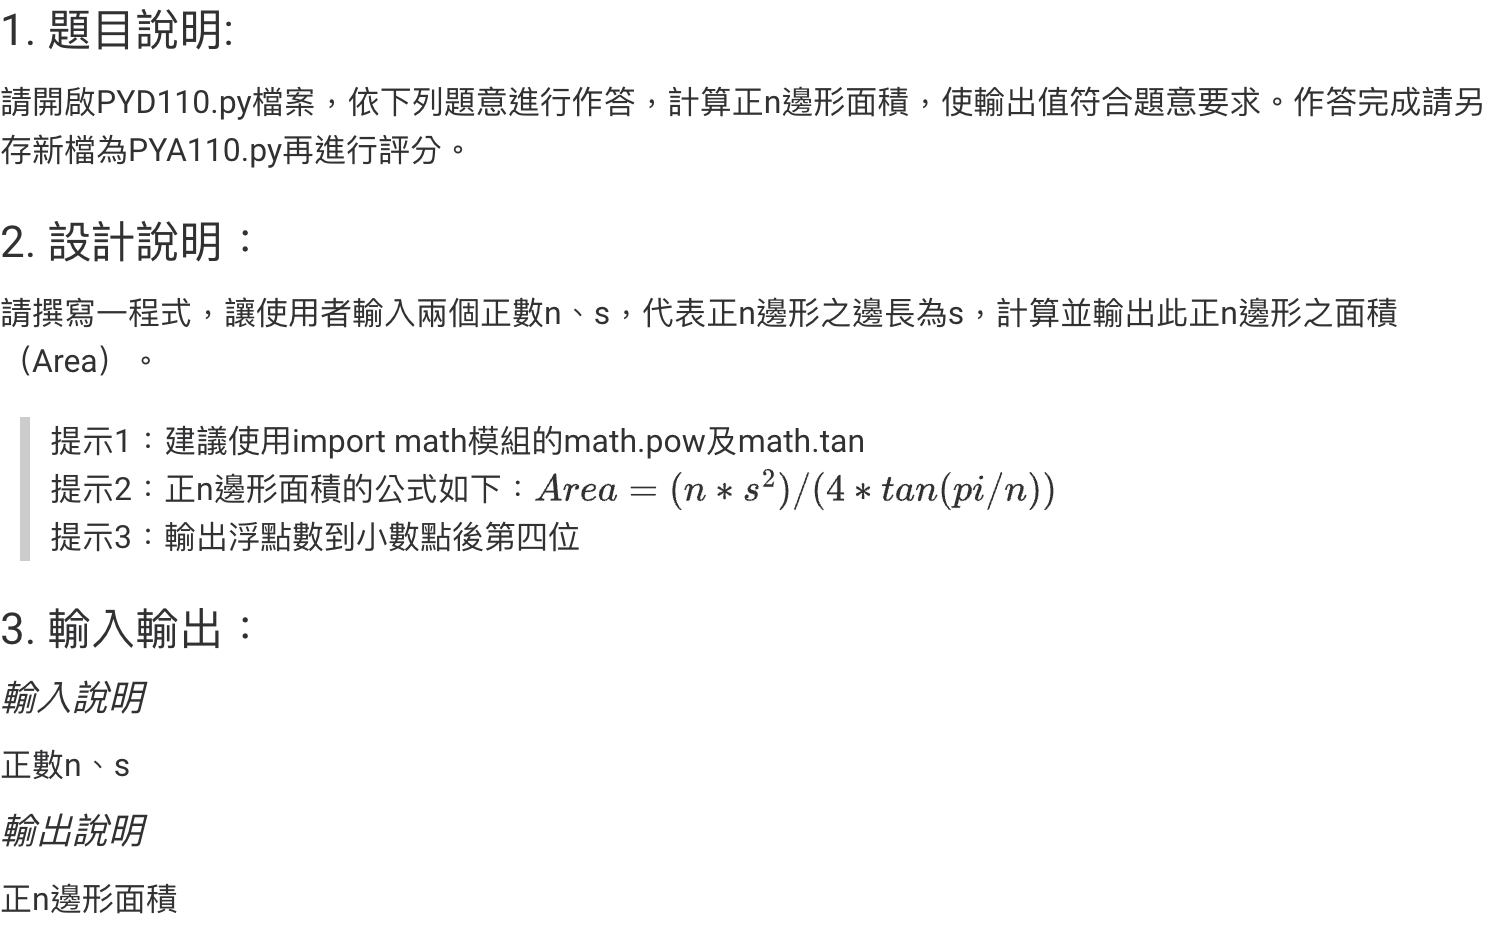 1. 題目說明:
請開啟PYD110.py檔案，依下列題意進行作答，計算正n邊形面積，使輸出值符合題意要求。作答完成請另
存新檔為PYA110.py再進行評分。
2. 設計說明：
請撰寫一程式，讓使用者輸入兩個正數n、s，代表正n邊形之邊長為s，計算並輸出此正n邊形之面積
（Area）。
提示1：建議使用import math模組的math.pow及math.tan
提示2：正n邊形面積的公式如下：Area = (n * s²)/(4 * tan(pi/n))
提示3：輸出浮點數到小數點後第四位
3. 輸入輸出：
輸入說明
正數n、s
輸出說明
正n邊形面積